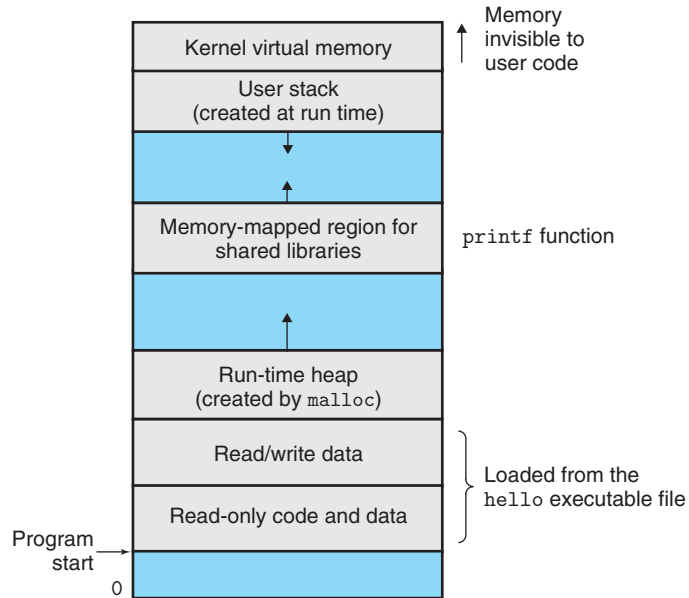 Memory
invisible to
user code
Kernel virtual memory
User stack
(created at run time)
Memory-mapped region for
shared libraries
printf function
Run-time heap
(created by malloc)
Read/write data
Loaded from the
hello executable file
Read-only code and data
Program
start
0